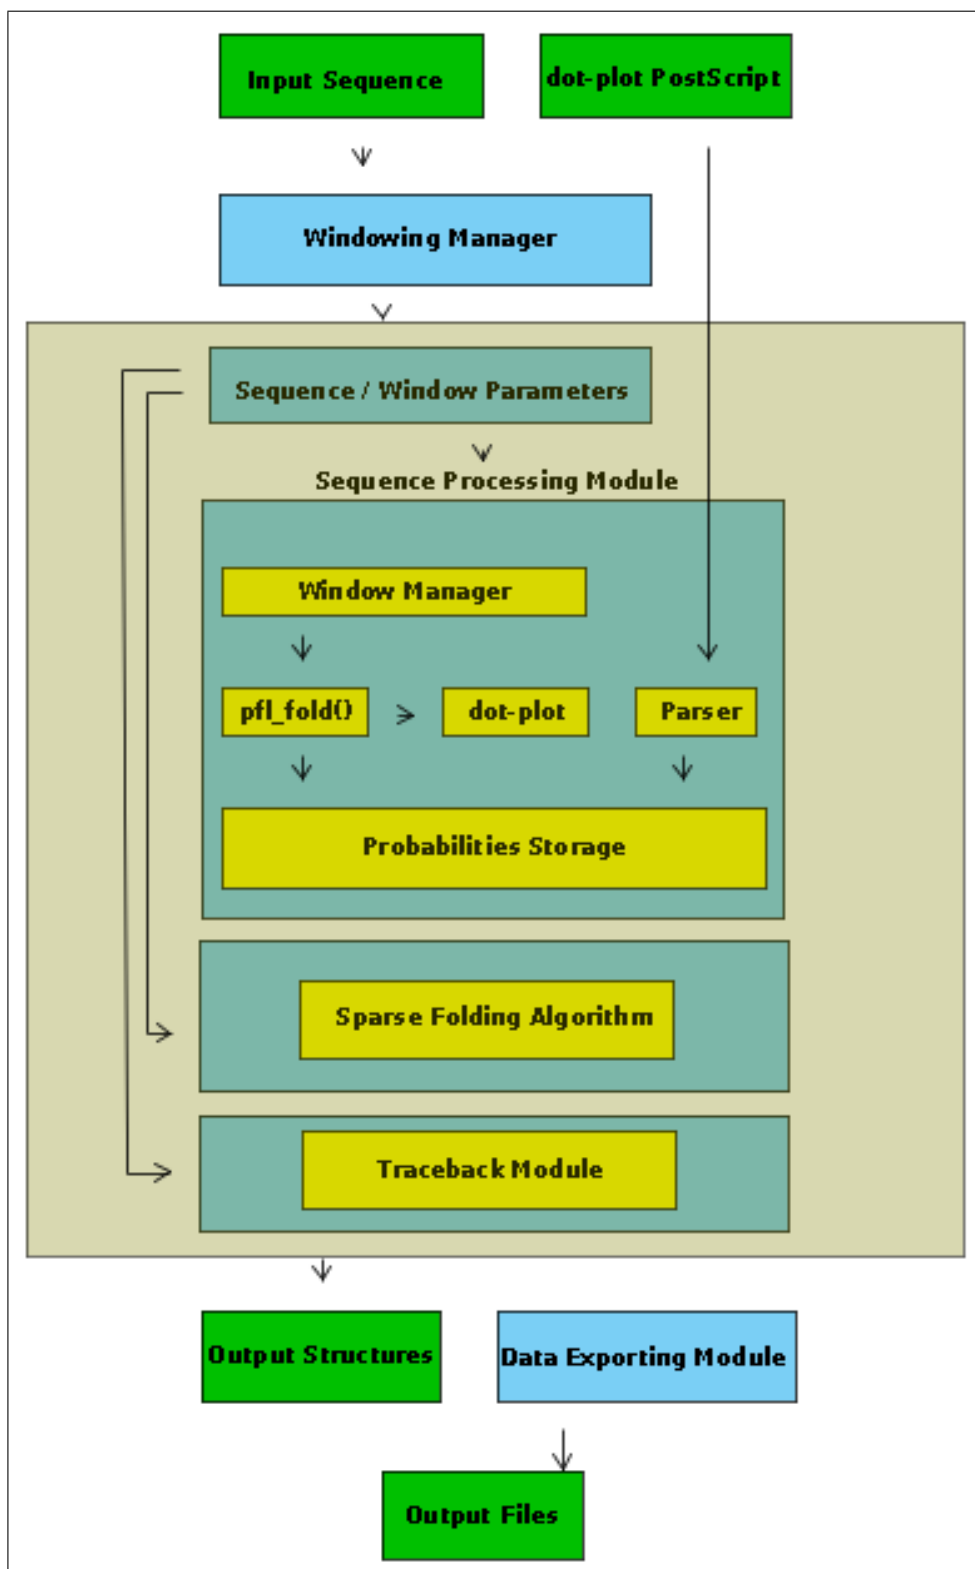 Input Sequence
dot-plot PostScript
Windowing Manager
Sequence / Window Parameters
Sequence Processing Module
Window Manager
pfl_fold()
dot-plot
Parser
Probabilities Storage
Sparse Folding Algorithm
Traceback Module
Output Structures
Data Exporting Module
Output Files